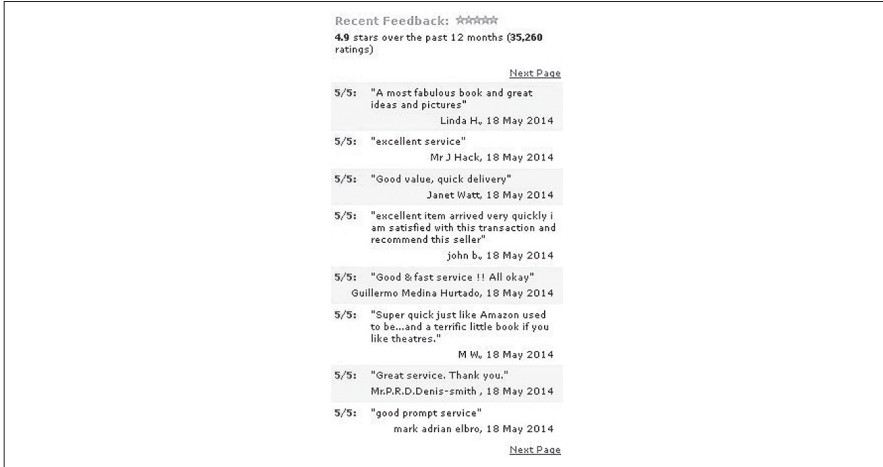 Recent Feedback:
4.9 stars over the past 12 months (35,260
ratings)
Next Page
5/5: "A most fabulous book and great
ideas and pictures"
Linda H., 18 May 2014
5/5: "excellent service"
Mr J Hack, 18 May 2014
5/5: "Good value, quick delivery"
Janet Watt, 18 May 2014
5/5: "excellent item arrived very quickly i
am satisfied with this transaction and
recommend this seller"
john b., 18 May 2014
5/5: "Good & fast service !! All okay"
Guillermo Medina Hurtado, 18 May 2014
5/5: "Super quick just like Amazon used
to be...and a terrific little book if you
like theatres."
M W., 18 May 2014
5/5: "Great service. Thank you."
Mr.P.R.D.Denis-smith , 18 May 2014
5/5: "good prompt service"
mark adrian elbro, 18 May 2014
Next Page